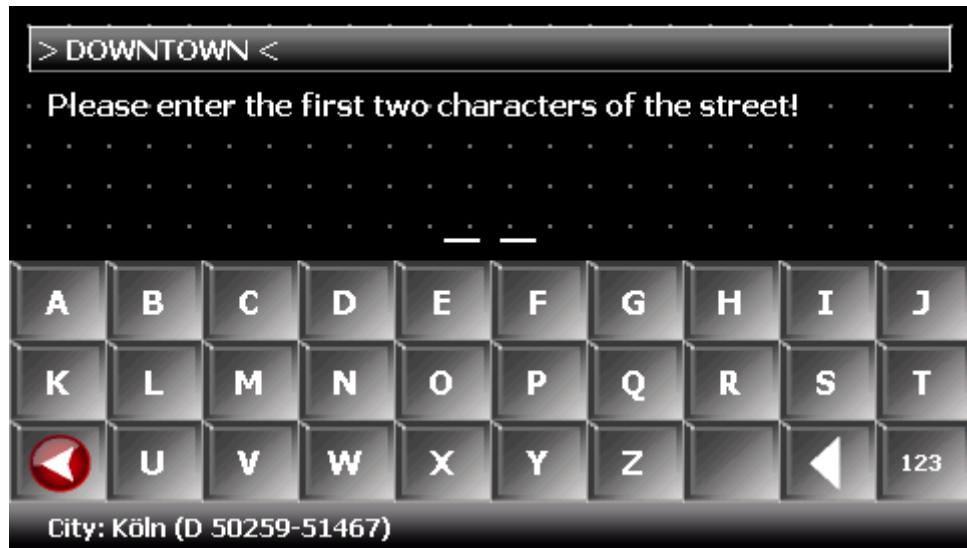 > DOWNTOWN <
Please enter the first two characters of the street!
A B C D E F G H I J
K L M N O P Q R S T
U V W X Y Z 123
City: Köln (D 50259-51467)